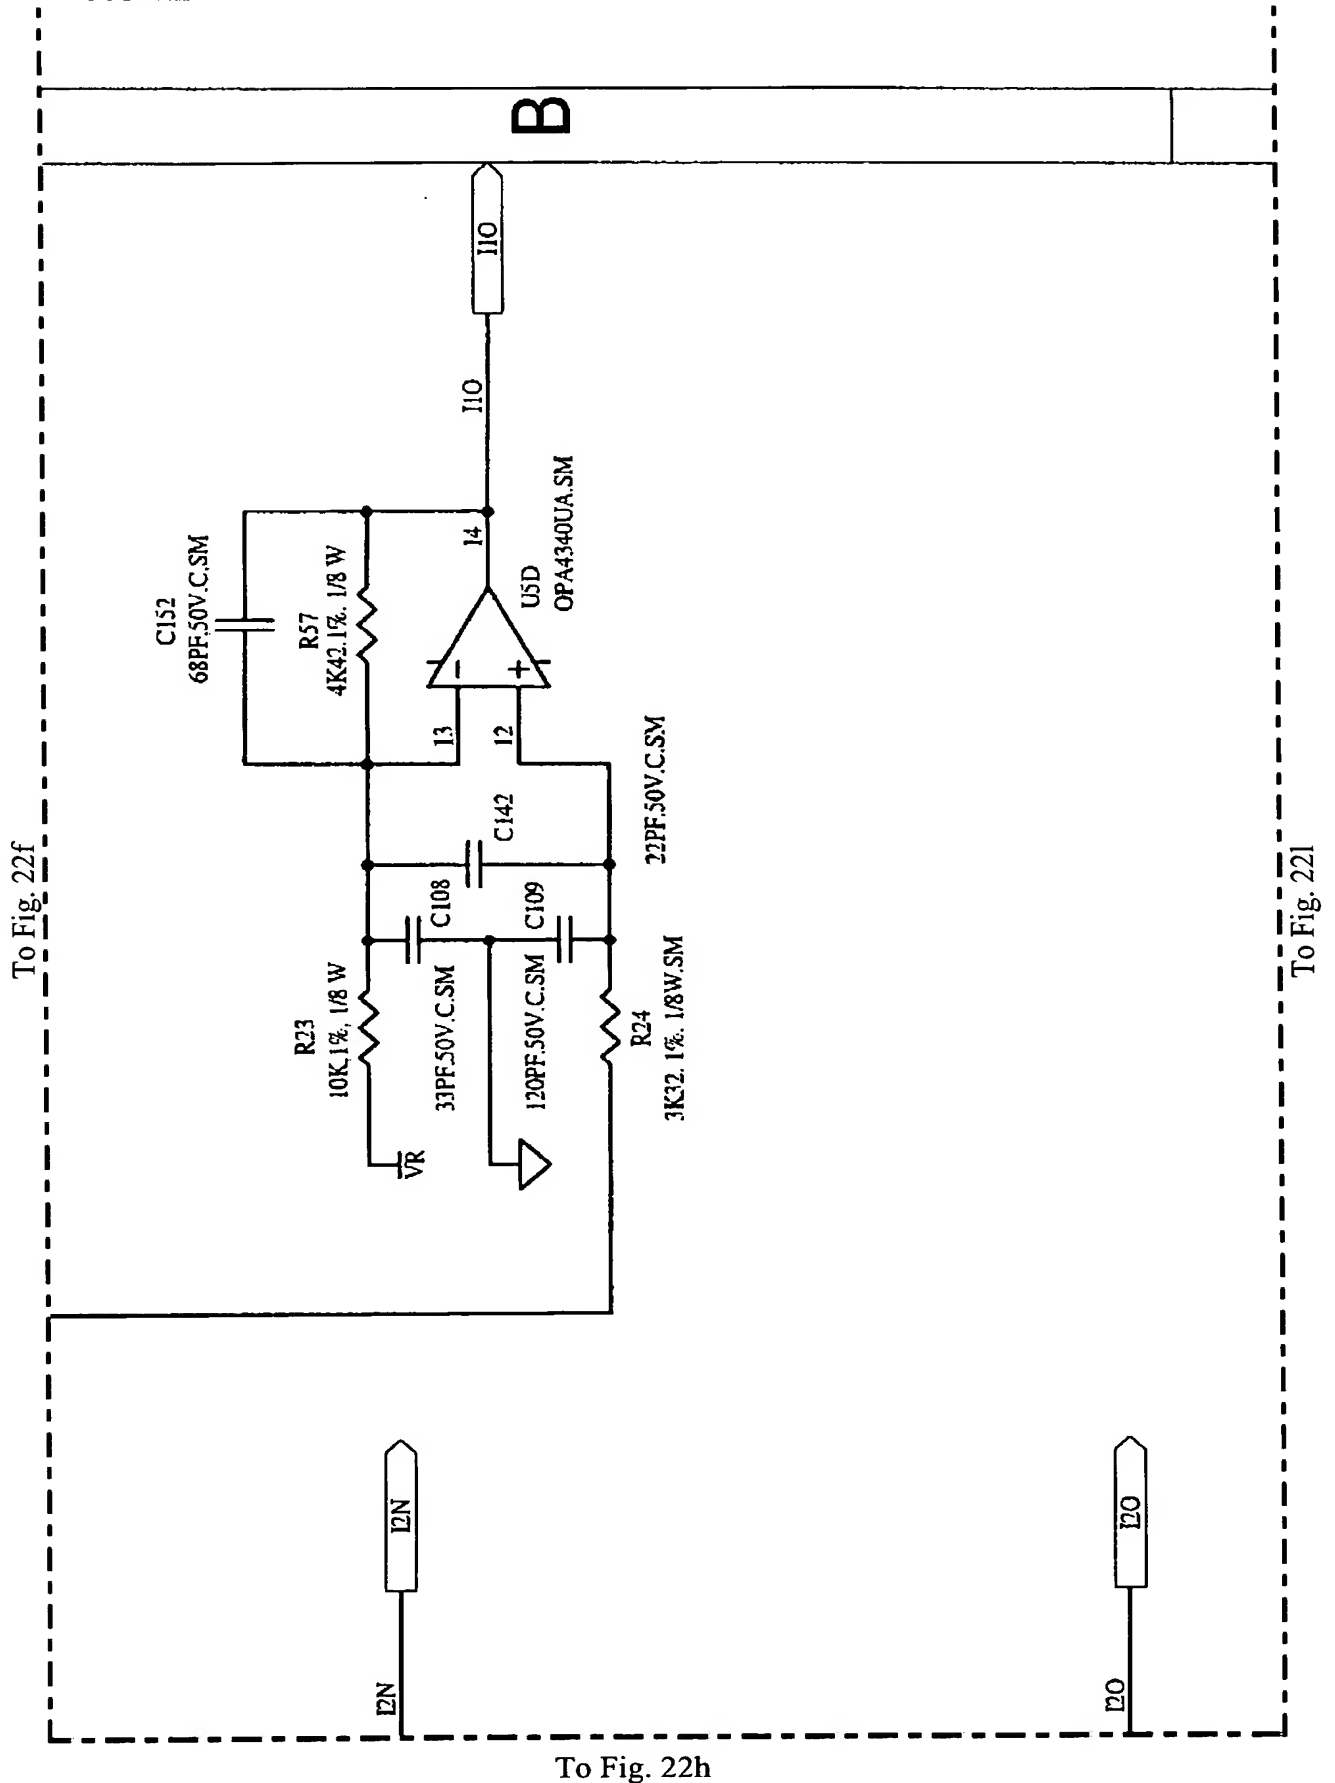 B
I1O
I1O
C152
68PF.50V.C.SM
R57
4K42.1%. 1/8 W
14
U5D
OPA4340UA.SM
13
12
C142
22PF.50V.C.SM
C108
33PF.50V.C.SM
C109
120PF.50V.C.SM
R23
10K,1%, 1/8 W
R24
3K32. 1%. 1/8W.SM
VR
I2N
I2N
I2O
I2O
To Fig. 22f
To Fig. 22l
To Fig. 22h